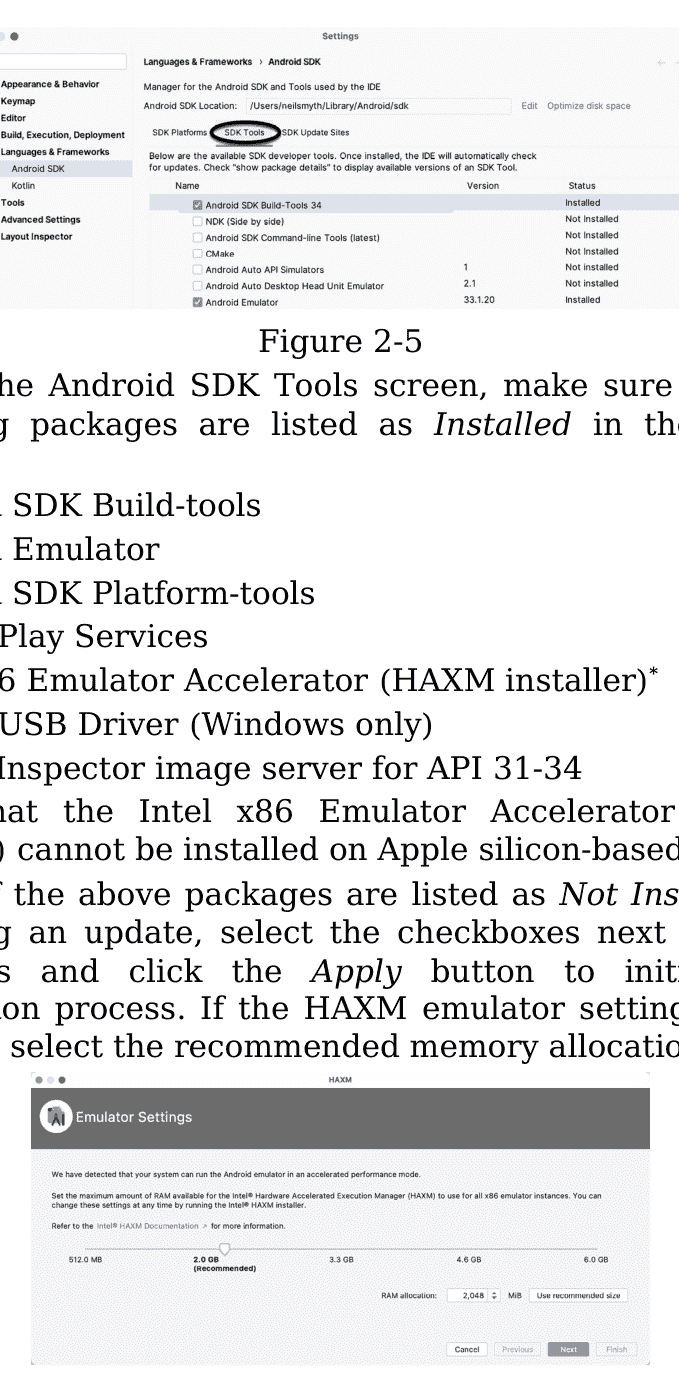 Settings
Languages & Frameworks › Android SDK
Appearance & Behavior
Keymap
Editor
Build, Execution, Deployment
Languages & Frameworks
Android SDK
Kotlin
Tools
Advanced Settings
Layout Inspector
Manager for the Android SDK and Tools used by the IDE
Android SDK Location: /Users/neilsmyth/Library/Android/sdk Edit Optimize disk space
SDK Platforms SDK Tools SDK Update Sites
Below are the available SDK developer tools. Once installed, the IDE will automatically check
for updates. Check "show package details" to display available versions of an SDK Tool.
Name Version Status
Android SDK Build-Tools 34 Installed
NDK (Side by side) Not Installed
Android SDK Command-line Tools (latest) Not Installed
CMake Not Installed
Android Auto API Simulators 1 Not installed
Android Auto Desktop Head Unit Emulator 2.1 Not installed
Android Emulator 33.1.20 Installed
Figure 2-5
he Android SDK Tools screen, make sure
g packages are listed as Installed in the
SDK Build-tools
Emulator
SDK Platform-tools
Play Services
6 Emulator Accelerator (HAXM installer)*
USB Driver (Windows only)
Inspector image server for API 31-34
hat the Intel x86 Emulator Accelerator
) cannot be installed on Apple silicon-based
f the above packages are listed as Not Ins
g an update, select the checkboxes next
s and click the Apply button to initi
on process. If the HAXM emulator setting
select the recommended memory allocatio
HAXM
Emulator Settings
We have detected that your system can run the Android emulator in an accelerated performance mode.
Set the maximum amount of RAM available for the Intel® Hardware Accelerated Execution Manager (HAXM) to use for all x86 emulator instances. You can
change these settings at any time by running the Intel® HAXM installer.
Refer to the Intel® HAXM Documentation ↗ for more information.
512.0 MB 2.0 GB 3.3 GB 4.6 GB 6.0 GB
(Recommended)
RAM allocation: 2,048 MiB Use recommended size
Cancel Previous Next Finish